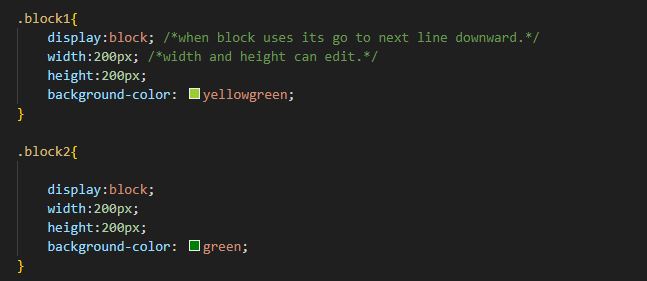 .block1{
display:block; /*when block uses its go to next line downward.*/
width:200px; /*width and height can edit.*/
height:200px;
background-color: yellowgreen;
}
.block2{
display:block;
width:200px;
height:200px;
background-color: green;
}